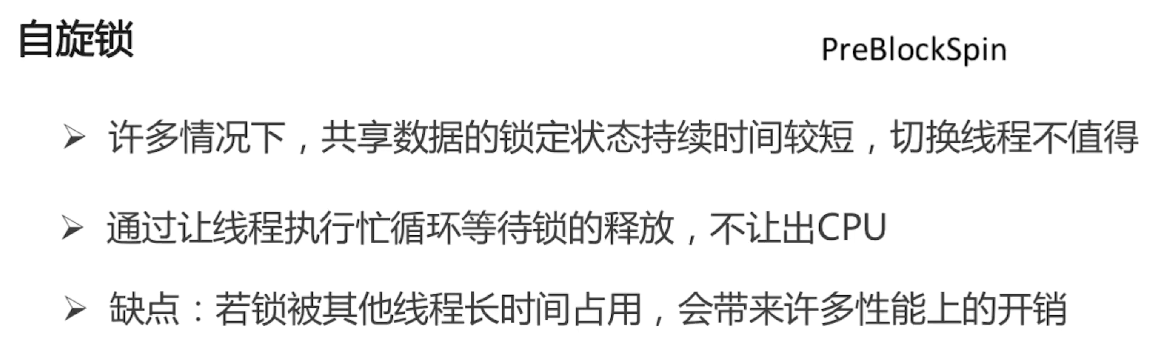 自旋锁
PreBlockSpin
许多情况下，共享数据的锁定状态持续时间较短，切换线程不值得
通过让线程执行忙循环等待锁的释放，不让出CPU
缺点：若锁被其他线程长时间占用，会带来许多性能上的开销